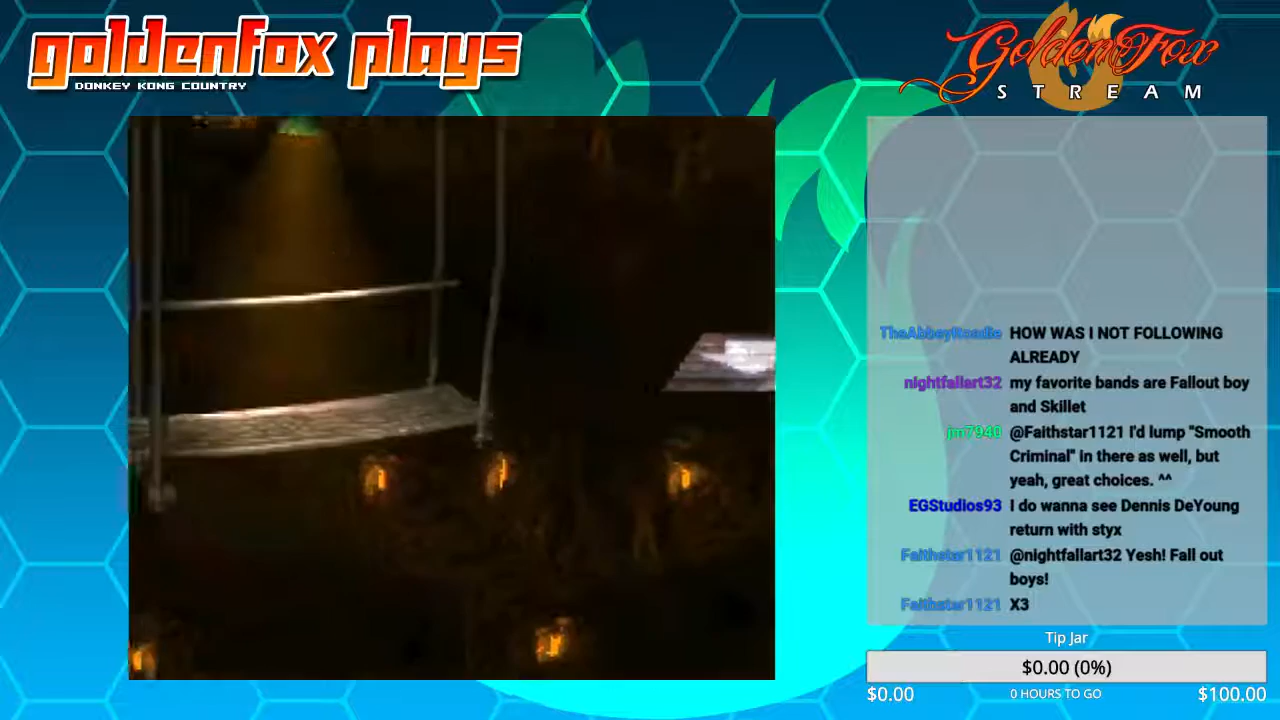 goldenfox plays
DONKEY KONG COUNTRY
GoldenFox
STREAM
TheAbbeyRoadie HOW WAS I NOT FOLLOWING
ALREADY
nightfallart32 my favorite bands are Fallout boy
and Skillet
jm7940 @Faithstar1121 I'd lump "Smooth
Criminal" in there as well, but
yeah, great choices. ^^
EGStudios93 I do wanna see Dennis DeYoung
return with styx
Faithstar1121 @nightfallart32 Yesh! Fall out
boys!
Faithstar1121 X3
Tip Jar
$0.00 (0%)
$0.00 0 HOURS TO GO $100.00